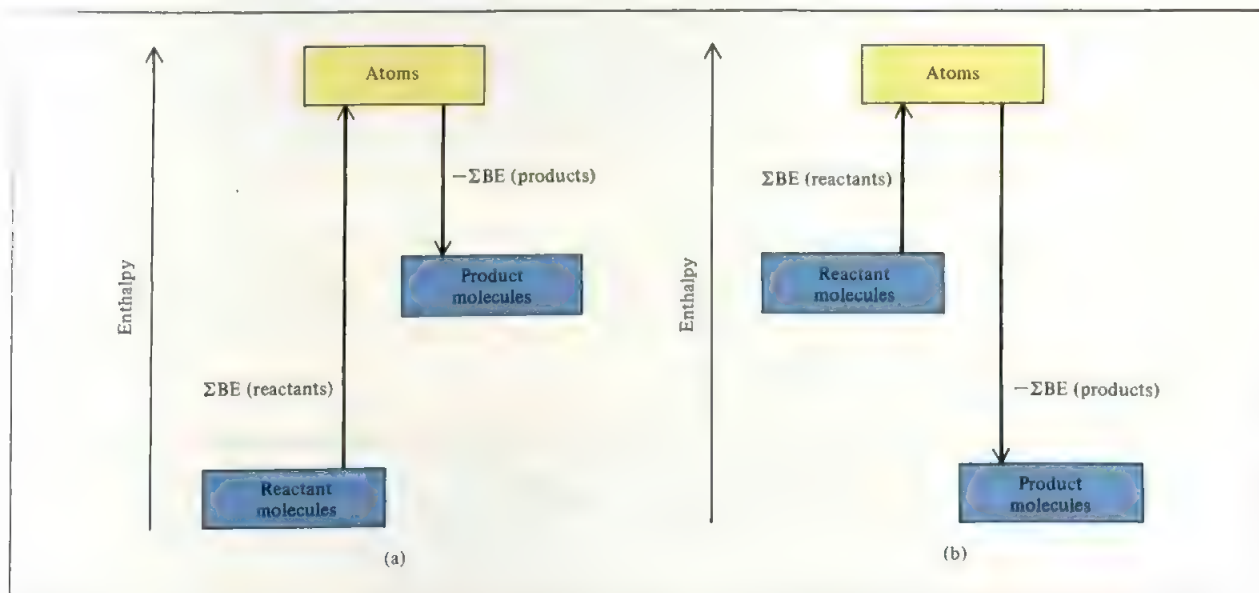 Enthalpy
Atoms
−ΣBE (products)
Product
molecules
ΣBE (reactants)
Reactant
molecules
(a)
Enthalpy
Atoms
ΣBE (reactants)
Reactant
molecules
−ΣBE (products)
Product
molecules
(b)